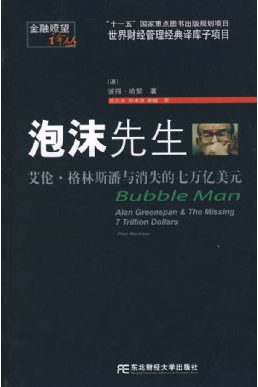 金融瞭望
译丛
"十一五"国家重点图书出版规划项目
世界财经管理经典译库子项目
(澳)
彼得·哈契 著
泡沫先生
艾伦·格林斯潘与消失的七万亿美元
Bubble Man
Alan Greenspan & The Missing
7 Trillion Dollars
东北财经大学出版社